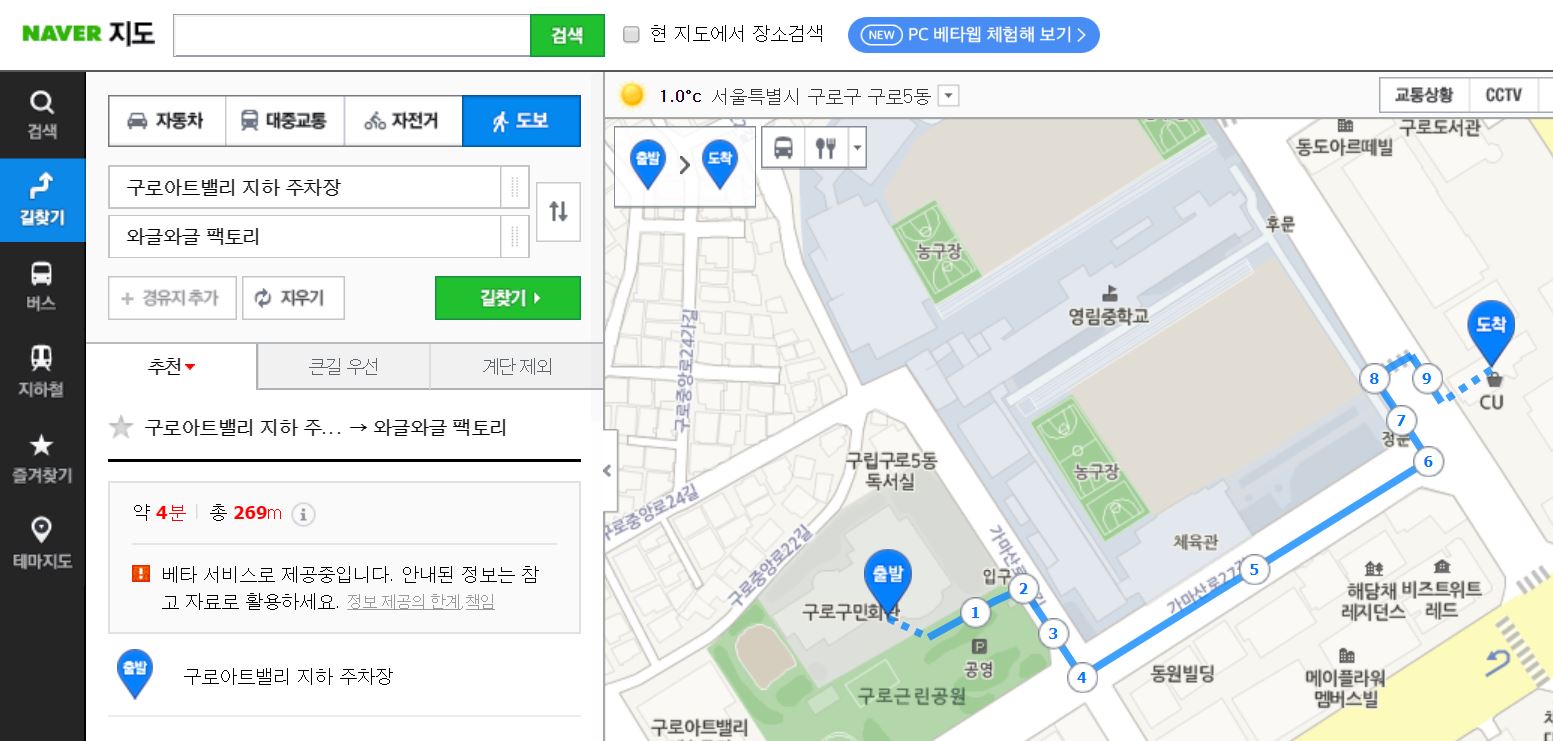 NAVER 지도
검색
현 지도에서 장소검색
NEW PC 베타웹 체험해 보기 >
검색
길찾기
버스
지하철
즐겨찾기
테마지도
자동차
대중교통
자전거
도보
구로아트밸리 지하 주차장
와글와글 팩토리
+ 경유지 추가
지우기
길찾기
추천
큰길 우선
계단 제외
구로아트밸리 지하 주... → 와글와글 팩토리
약 4분 | 총 269m
베타 서비스로 제공중입니다. 안내된 정보는 참
고 자료로 활용하세요. 정보 제공의 한계,책임
출발
구로아트밸리 지하 주차장
1.0°c 서울특별시 구로구 구로5동
교통상황
CCTV
출발 > 도착
동도아르떼빌
구로도서관
후문
농구장
영림중학교
도착
CU
구로중앙로24가길
8
9
7
정문
6
구립구로5동
독서실
농구장
체육관
구로중앙로24길
구로중앙로22길
입구
출발
구로구민회관
1
2
3
4
5
가마산로27
P
공영
구로근린공원
동원빌딩
해담채
레지던스
비즈트위트
레드
메이플라워
멤버스빌
구로아트밸리